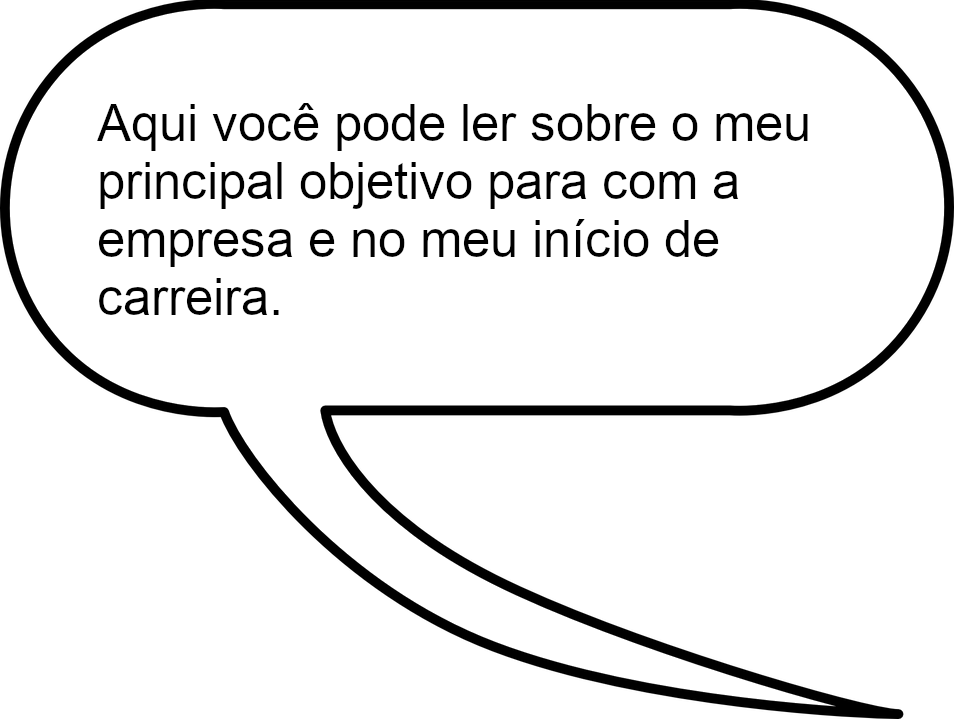 Aqui você pode ler sobre o meu
principal objetivo para com a
empresa e no meu início de
carreira.